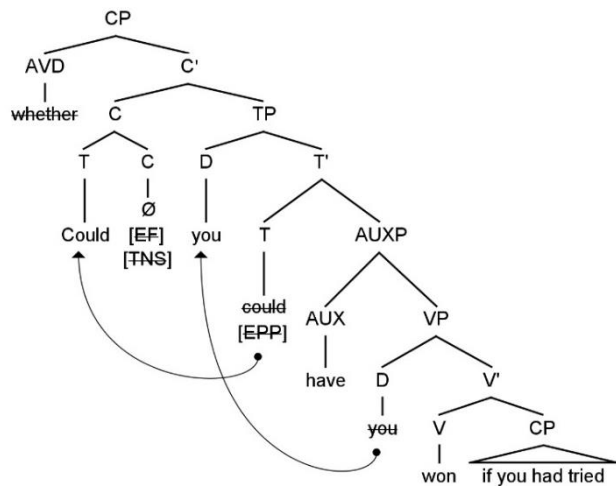 CP
AVD C'
whether C TP
T C D T'
Ø
Could [EF] you T AUXP
[TNS]
could
[EPP] AUX VP
have D V'
you V CP
won if you had tried